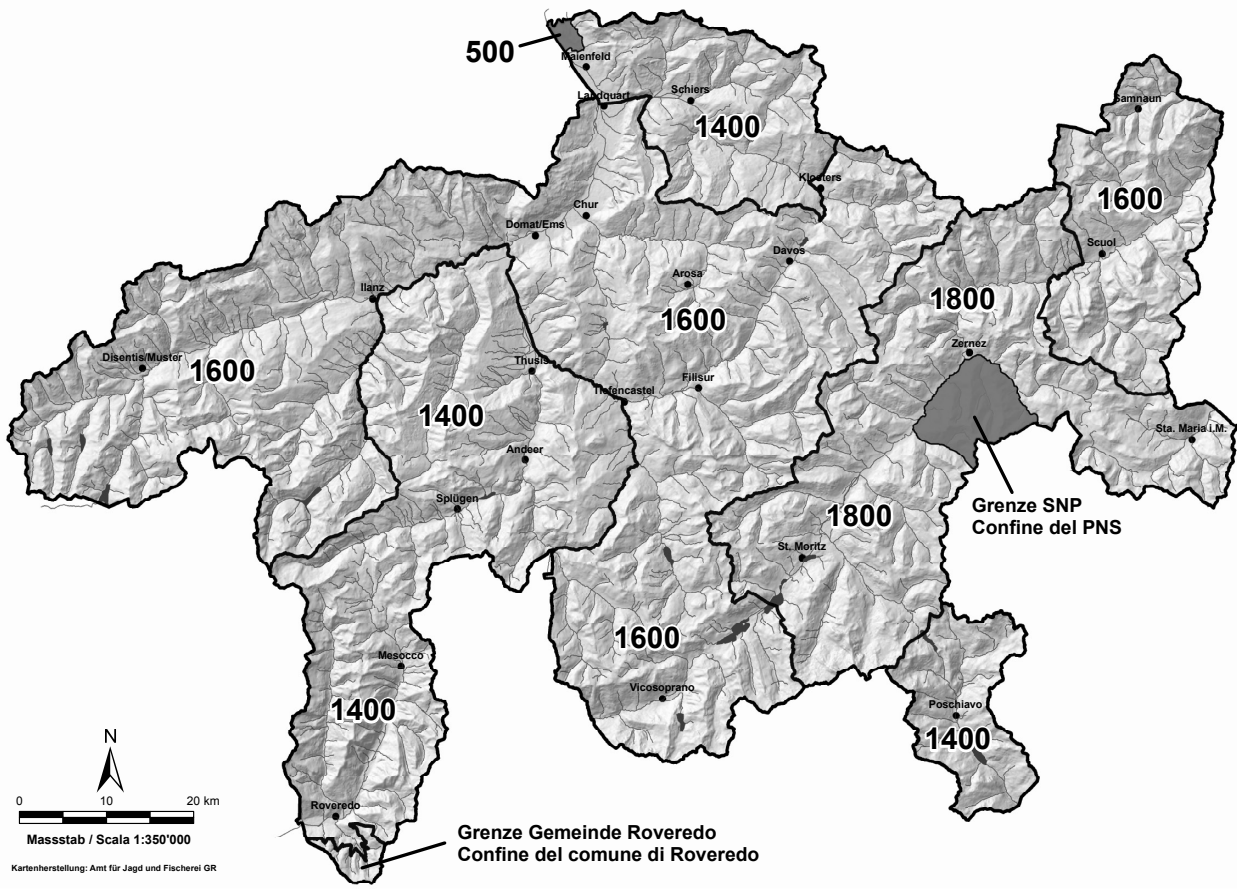 500
Maienfeld
Landquart
Schiers
1400
Samnaun
Klosters
1600
Chur
Domat/Ems
Scuol
Davos
Arosa
Ilanz
1800
1600
Zernez
Disentis/Muster
1600
Thusis
Filisur
Tiefencastel
1400
Sta. Maria i.M.
Andeer
Splügen
Grenze SNP
Confine del PNS
1800
St. Moritz
1600
Mesocco
Vicosoprano
1400
Poschiavo
1400
N
0 10 20 km
Massstab / Scala 1:350'000
Kartenherstellung: Amt für Jagd und Fischerei GR
Roveredo
Grenze Gemeinde Roveredo
Confine del comune di Roveredo